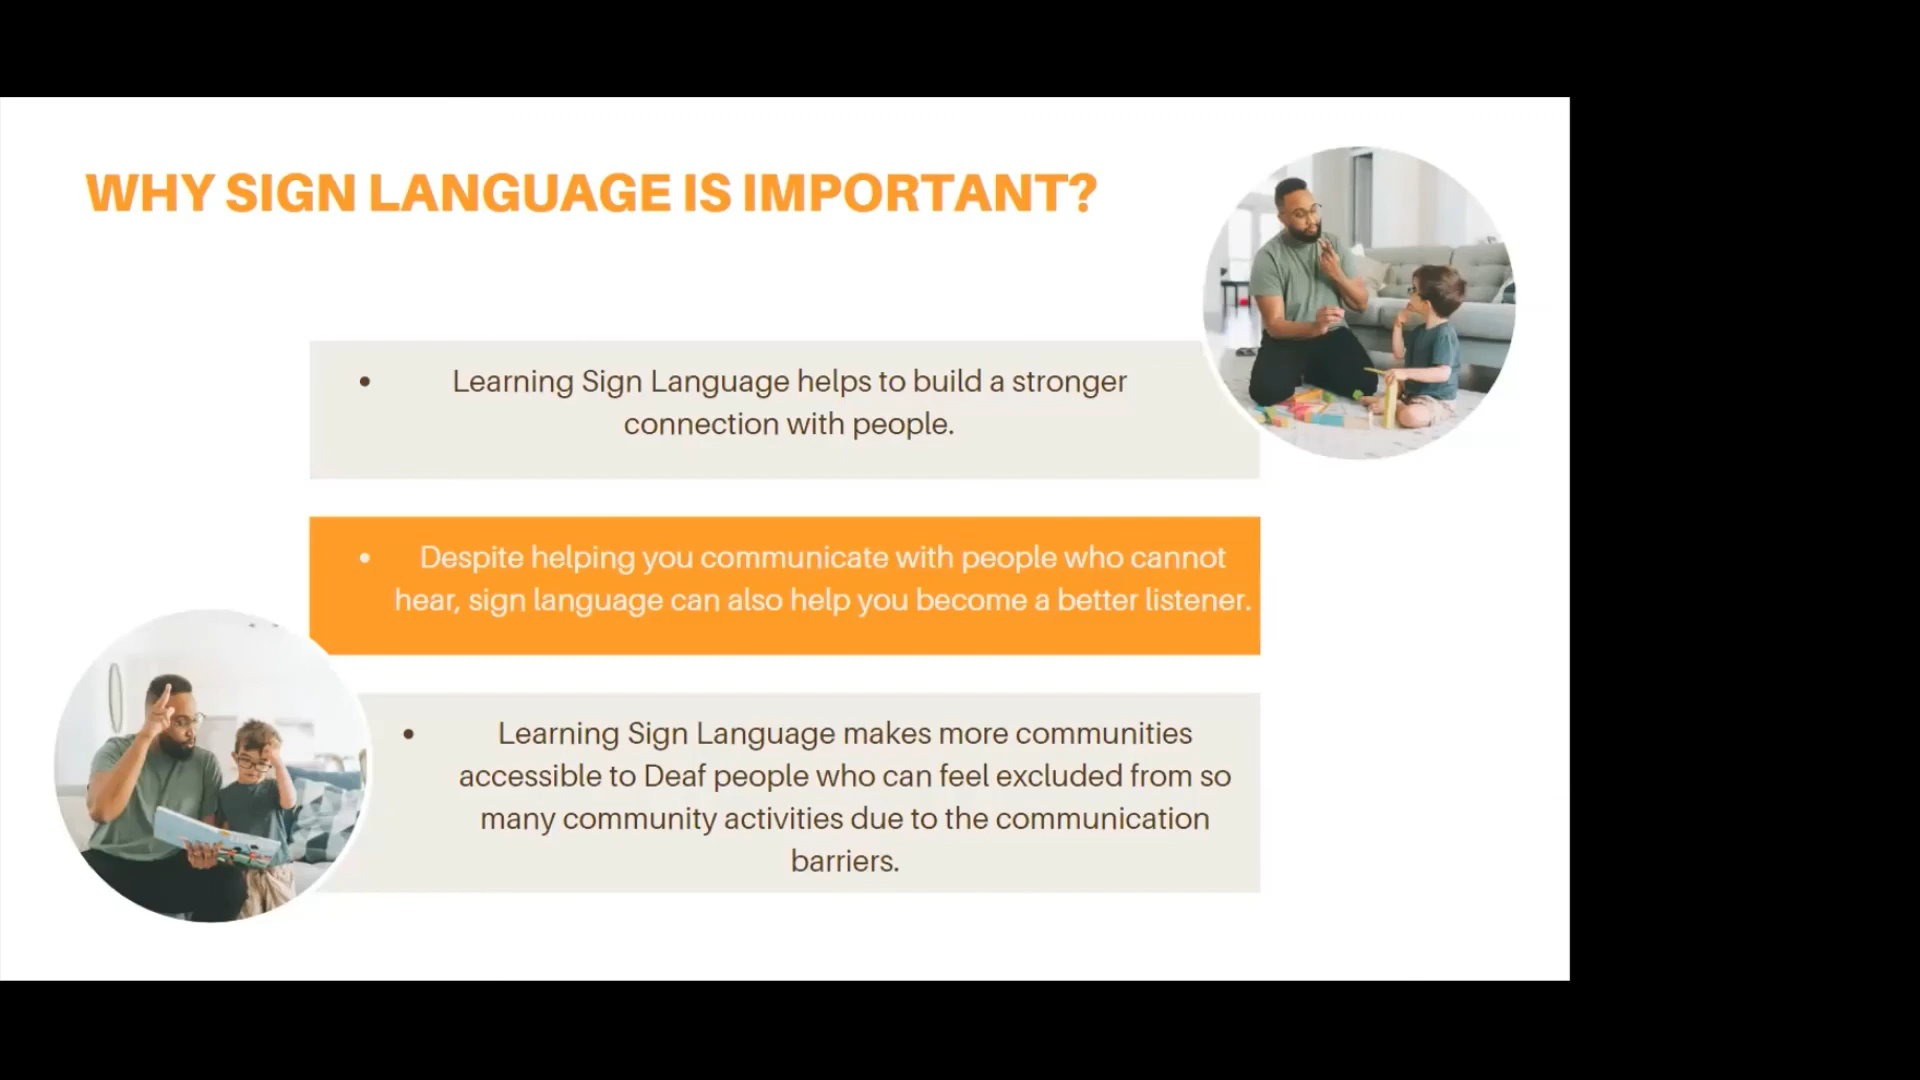 WHY SIGN LANGUAGE IS IMPORTANT?
• Learning Sign Language helps to build a stronger
connection with people.
• Despite helping you communicate with people who cannot
hear, sign language can also help you become a better listener.
• Learning Sign Language makes more communities
accessible to Deaf people who can feel excluded from so
many community activities due to the communication
barriers.